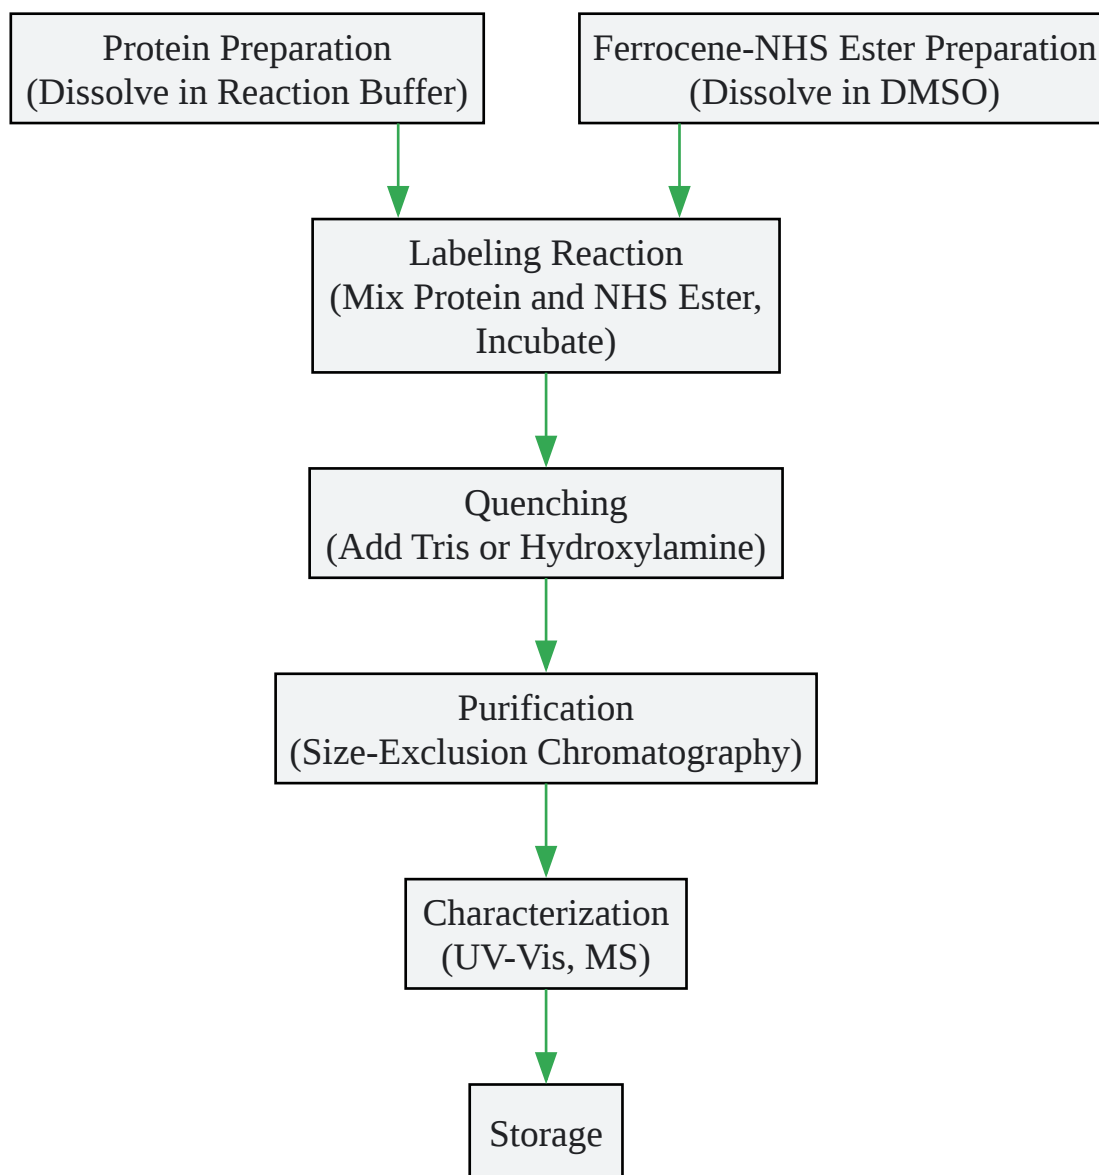 Protein Preparation
(Dissolve in Reaction Buffer)
Ferrocene-NHS Ester Preparation
(Dissolve in DMSO)
Labeling Reaction
(Mix Protein and NHS Ester,
Incubate)
Quenching
(Add Tris or Hydroxylamine)
Purification
(Size-Exclusion Chromatography)
Characterization
(UV-Vis, MS)
Storage